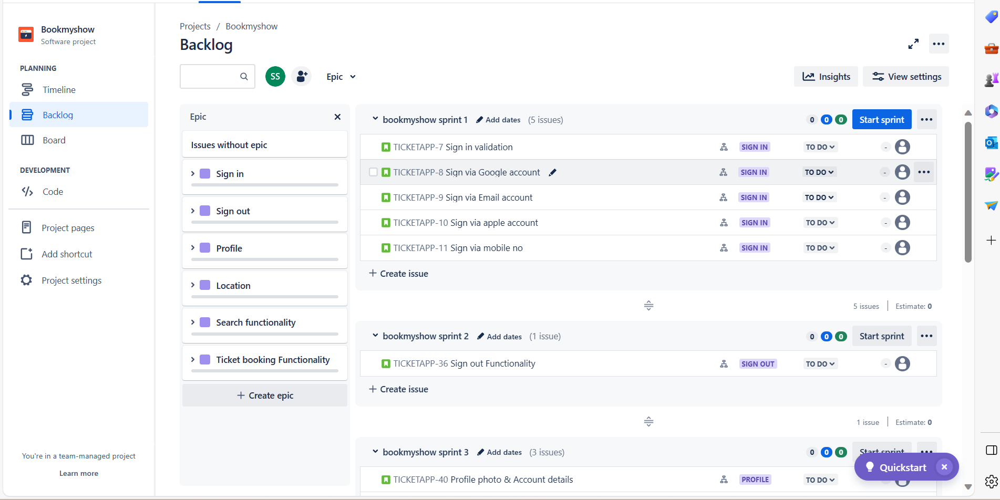 Bookmyshow
Software project
PLANNING
Timeline
Backlog
Board
DEVELOPMENT
Code
Project pages
Add shortcut
Project settings
You're in a team-managed project
Learn more
Projects / Bookmyshow
Backlog
SS
Epic
Insights
View settings
Epic
Issues without epic
Sign in
Sign out
Profile
Location
Search functionality
Ticket booking Functionality
+ Create epic
bookmyshow sprint 1 Add dates (5 issues) 0 0 0 Start sprint
TICKETAPP-7 Sign in validation SIGN IN TO DO -
TICKETAPP-8 Sign via Google account SIGN IN TO DO -
TICKETAPP-9 Sign via Email account SIGN IN TO DO -
TICKETAPP-10 Sign via apple account SIGN IN TO DO -
TICKETAPP-11 Sign via mobile no SIGN IN TO DO -
+ Create issue
5 issues Estimate: 0
bookmyshow sprint 2 Add dates (1 issue) 0 0 0 Start sprint
TICKETAPP-36 Sign out Functionality SIGN OUT TO DO -
+ Create issue
1 issue Estimate: 0
bookmyshow sprint 3 Add dates (3 issues) 0 0 0 Start sprint
TICKETAPP-40 Profile photo & Account details PROFILE TO DO
Quickstart